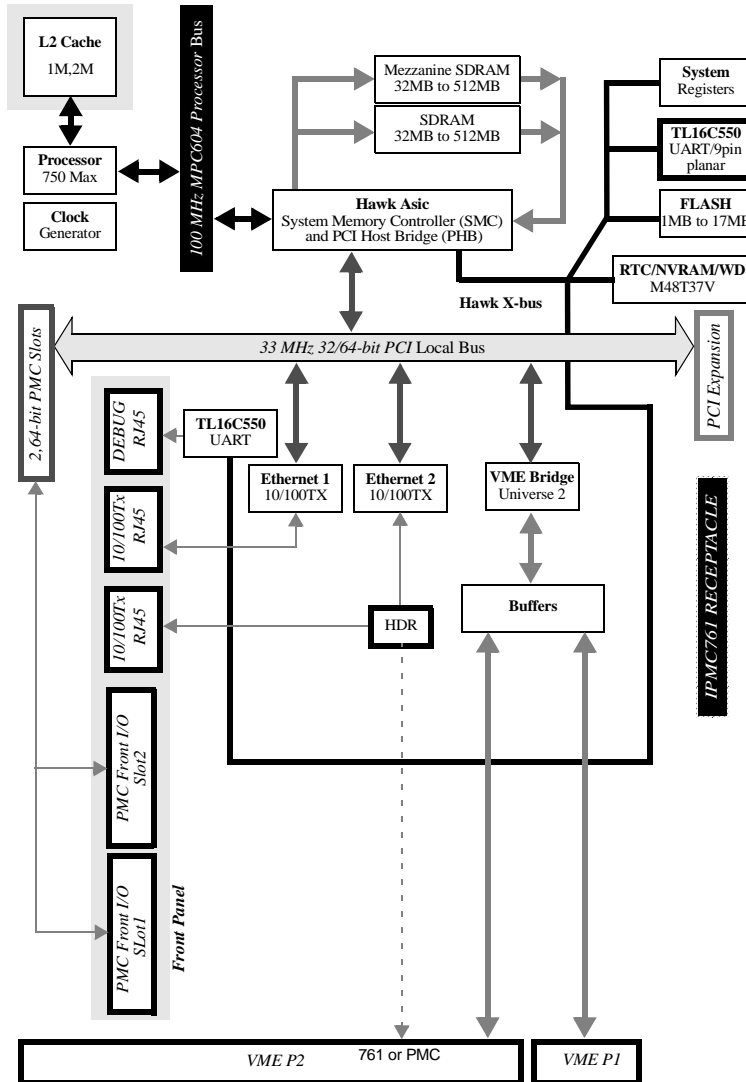 L2 Cache
1M,2M
Processor
750 Max
Clock
Generator
100 MHz MPC604 Processor Bus
Mezzanine SDRAM
32MB to 512MB
SDRAM
32MB to 512MB
Hawk Asic
System Memory Controller (SMC)
and PCI Host Bridge (PHB)
System
Registers
TL16C550
UART/9pin
planar
FLASH
1MB to 17MB
RTC/NVRAM/WD
M48T37V
Hawk X-bus
33 MHz 32/64-bit PCI Local Bus
2,64-bit PMC Slots
PCI Expansion
DEBUG
RJ45
TL16C550
UART
Ethernet 1
10/100TX
Ethernet 2
10/100TX
VME Bridge
Universe 2
10/100Tx
RJ45
10/100Tx
RJ45
HDR
Buffers
IPMC761 RECEPTACLE
PMC Front I/O
Slot2
PMC Front I/O
SLot1
Front Panel
VME P2
761 or PMC
VME P1